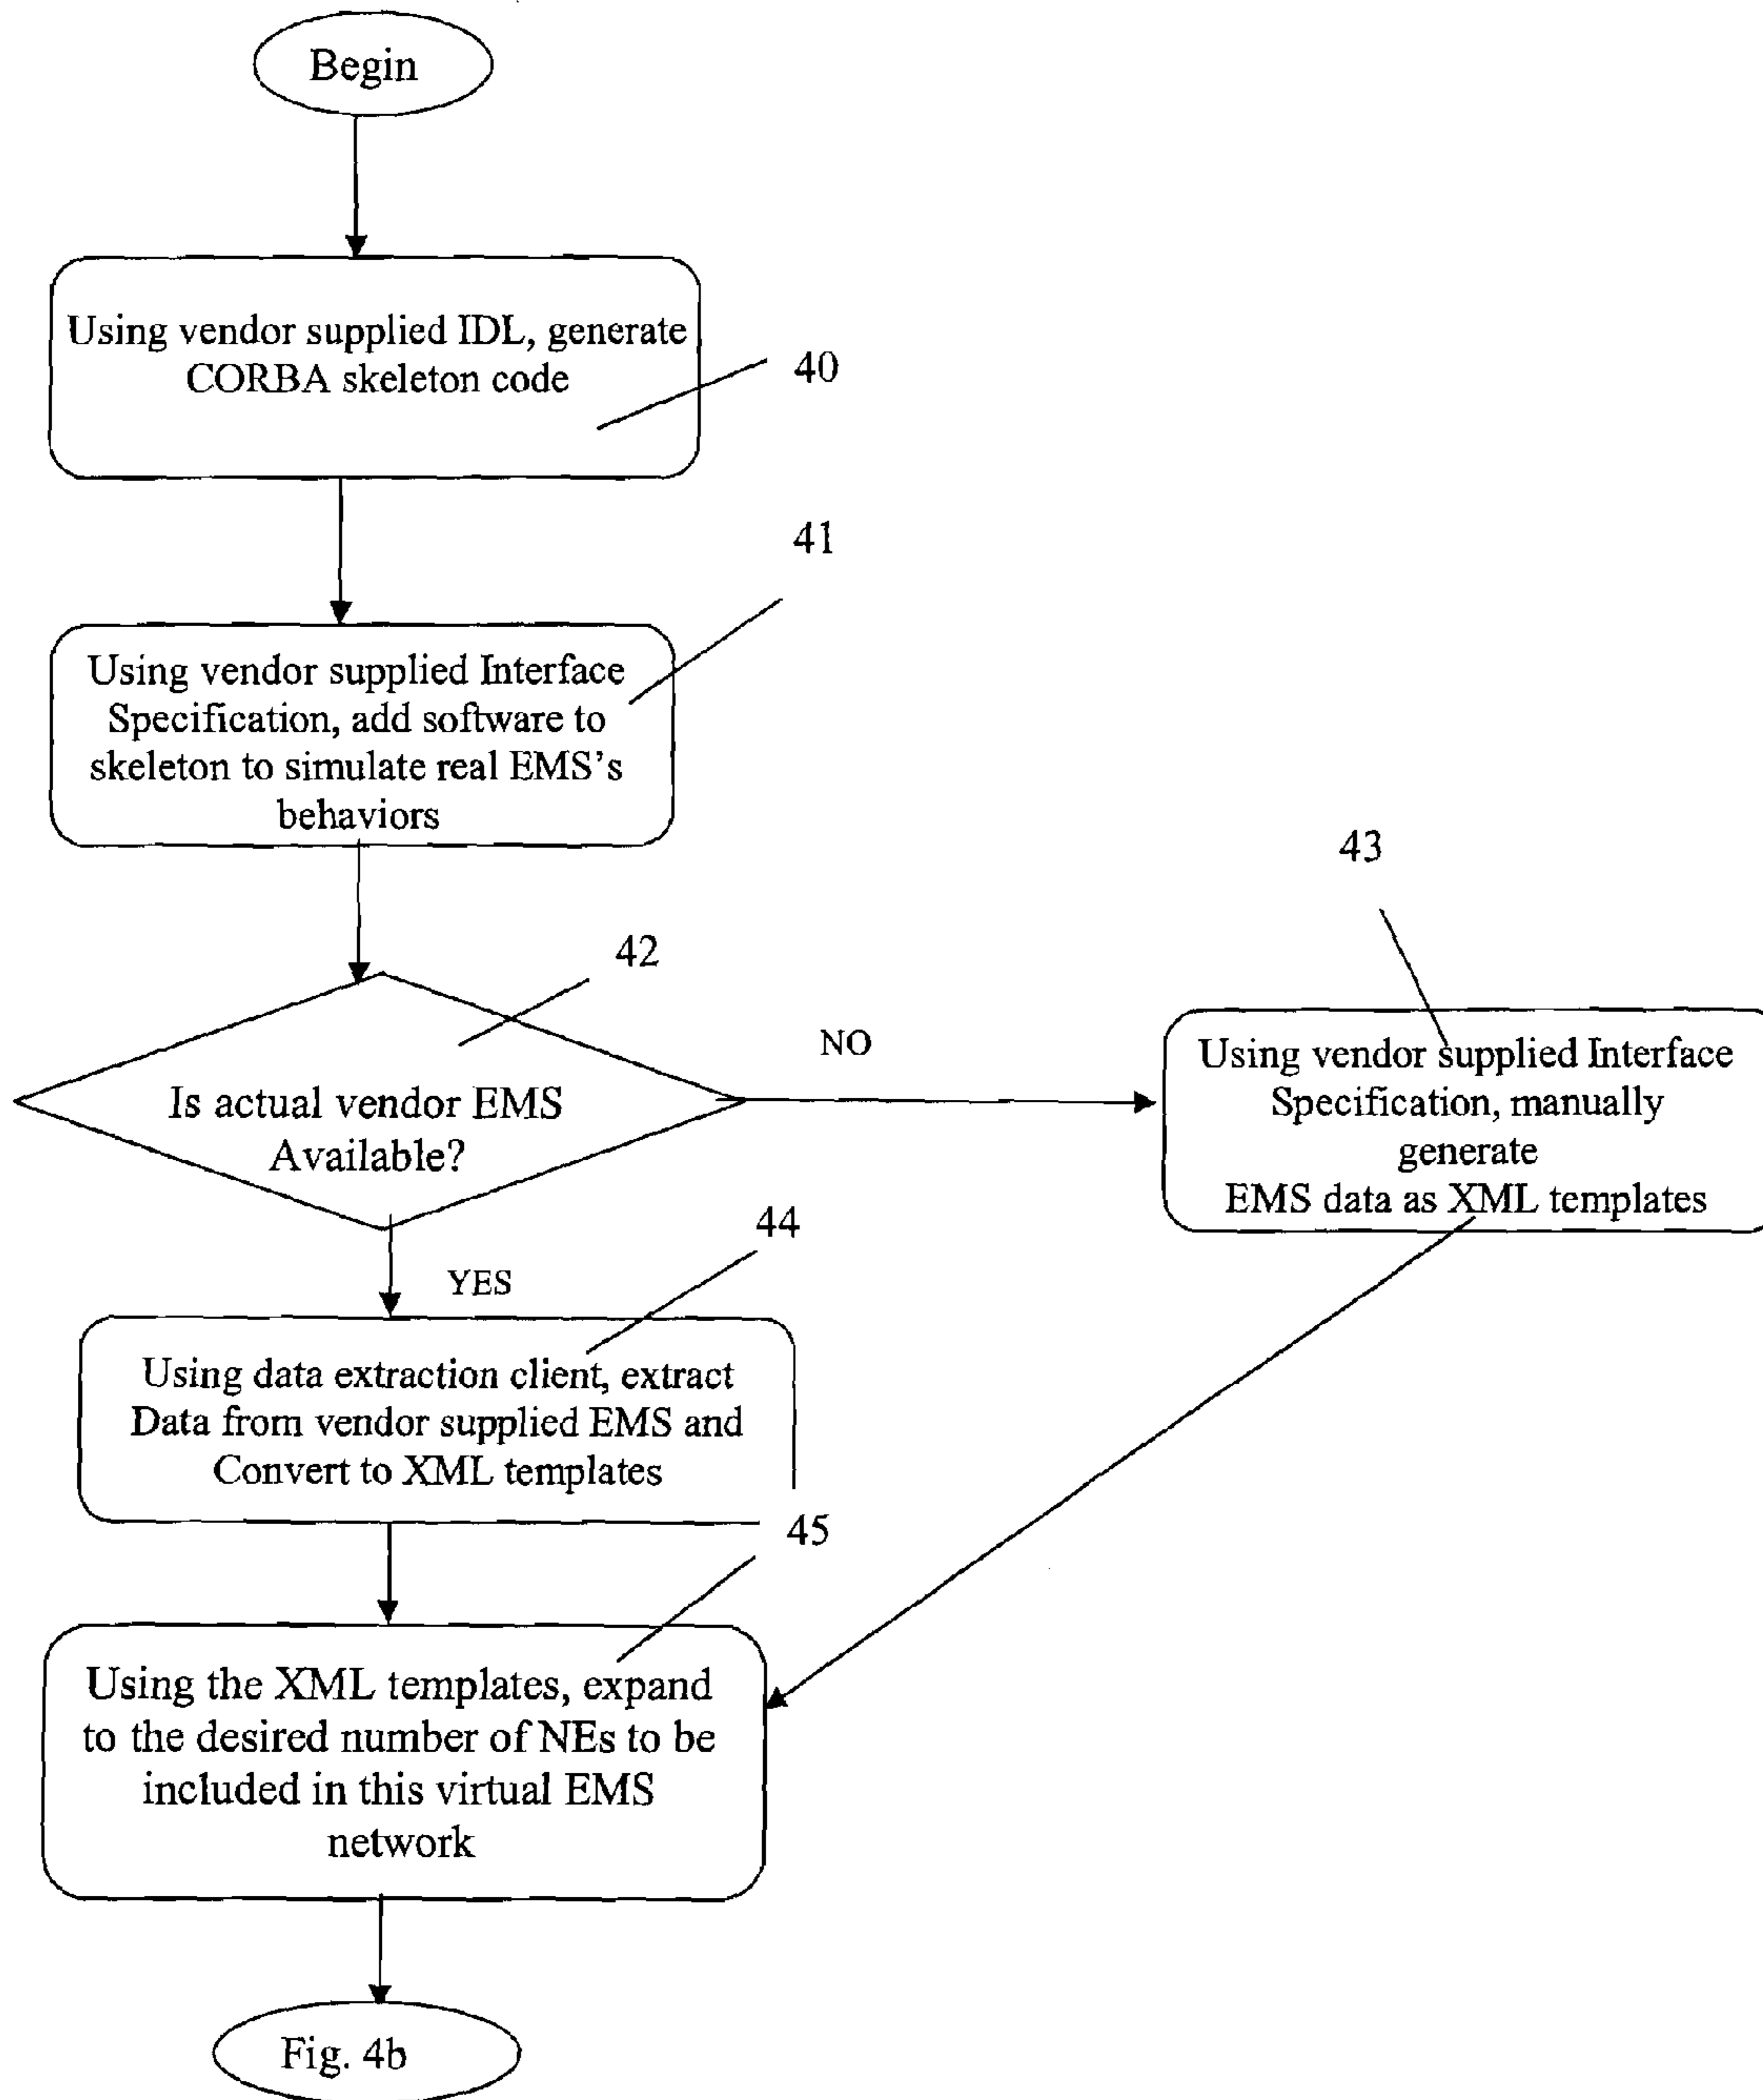 Begin
Using vendor supplied IDL, generate
CORBA skeleton code
40
41
Using vendor supplied Interface
Specification, add software to
skeleton to simulate real EMS's
behaviors
42
Is actual vendor EMS
Available?
NO
43
Using vendor supplied Interface
Specification, manually
generate
EMS data as XML templates
YES
44
Using data extraction client, extract
Data from vendor supplied EMS and
Convert to XML templates
45
Using the XML templates, expand
to the desired number of NEs to be
included in this virtual EMS
network
Fig. 4b